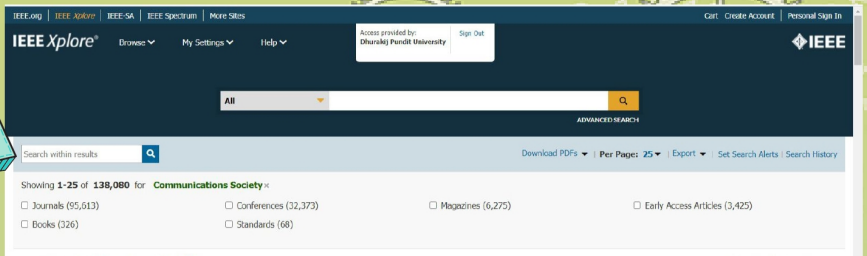 IEEE.org | IEEE Xplore | IEEE-SA | IEEE Spectrum | More Sites
Cart Create Account | Personal Sign In
IEEE Xplore®
Browse
My Settings
Help
Access provided by:
Dhurakij Pundit University
Sign Out
IEEE
All
ADVANCED SEARCH
Search within results
Download PDFs | Per Page: 25 | Export | Set Search Alerts | Search History
Showing 1-25 of 138,080 for Communications Society ×
Journals (95,613) Conferences (32,373) Magazines (6,275) Early Access Articles (3,425)
Books (326) Standards (68)